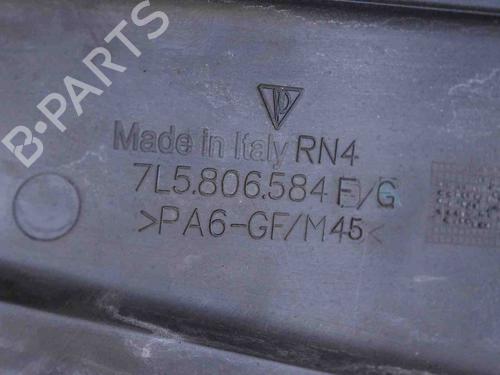 B-PARTS
Made in Italy RN4
7L5.806.584 F/G
>PA6-GF/M45<